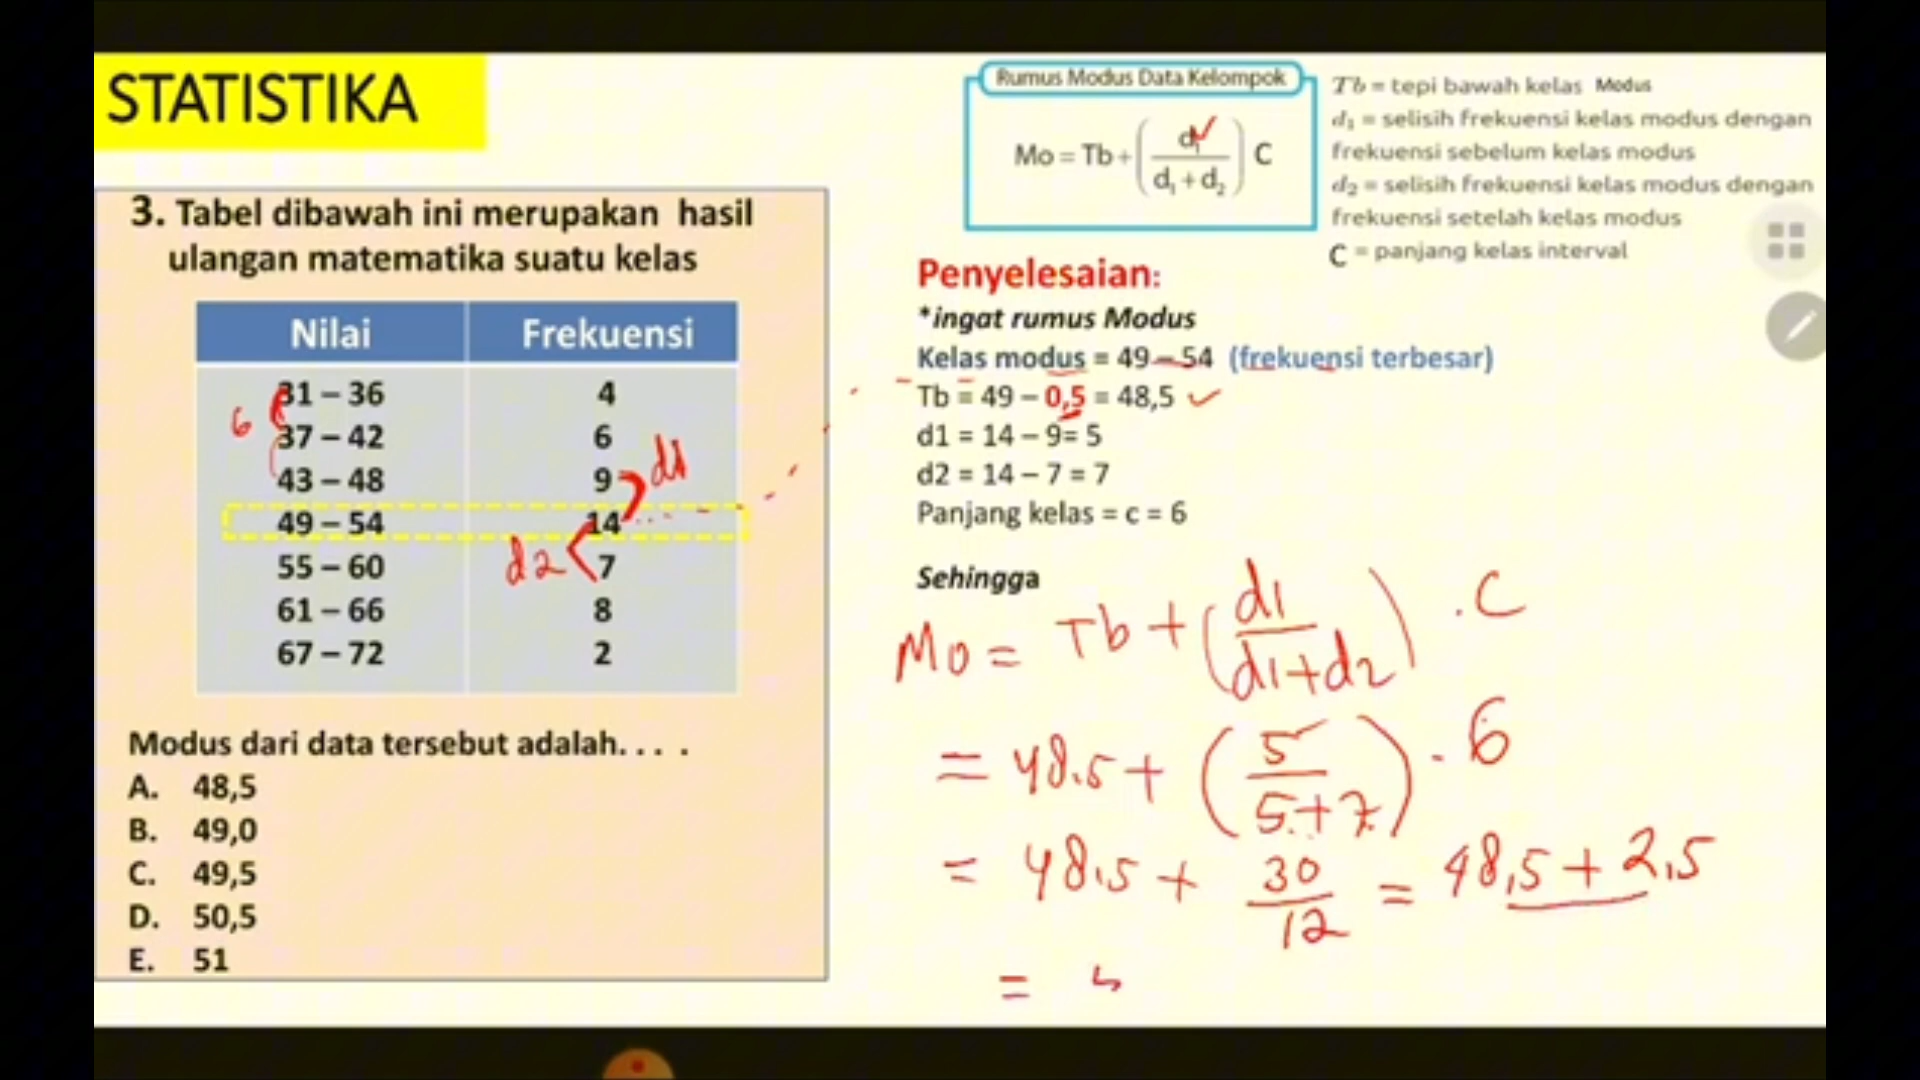 STATISTIKA
3. Tabel dibawah ini merupakan hasil
ulangan matematika suatu kelas
Nilai Frekuensi
31 – 36 4
37 – 42 6
43 – 48 9
49 – 54 14
55 – 60 7
61 – 66 8
67 – 72 2
6
d1
d2
Modus dari data tersebut adalah. . . .
A. 48,5
B. 49,0
C. 49,5
D. 50,5
E. 51
Rumus Modus Data Kelompok
Mo = Tb + (d₁ / (d₁ + d₂)) C
Tb = tepi bawah kelas Modus
d₁ = selisih frekuensi kelas modus dengan
frekuensi sebelum kelas modus
d₂ = selisih frekuensi kelas modus dengan
frekuensi setelah kelas modus
C = panjang kelas interval
Penyelesaian:
*ingat rumus Modus
Kelas modus = 49 – 54 (frekuensi terbesar)
Tb = 49 – 0,5 = 48,5
d1 = 14 – 9= 5
d2 = 14 – 7 = 7
Panjang kelas = c = 6
Sehingga
Mo = Tb + (d1 / (d1+d2)) . C
= 48.5 + (5 / (5+7)) . 6
= 48.5 + 30/12 = 48,5 + 2,5
=